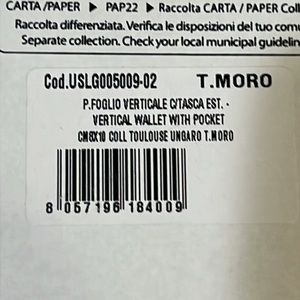 CARTA/PAPER ▶ PAP22 ▶ Raccolta CARTA / PAPER Coll
Raccolta differenziata. Verifica le disposizioni del tuo comu
Separate collection. Check your local municipal guidelin
Cod.USLG005009-02 T.MORO
P.FOGLIO VERTICALE C/TASCA EST. -
VERTICAL WALLET WITH POCKET
CM8X10 COLL TOULOUSE UNGARO T.MORO
8 057196 184009